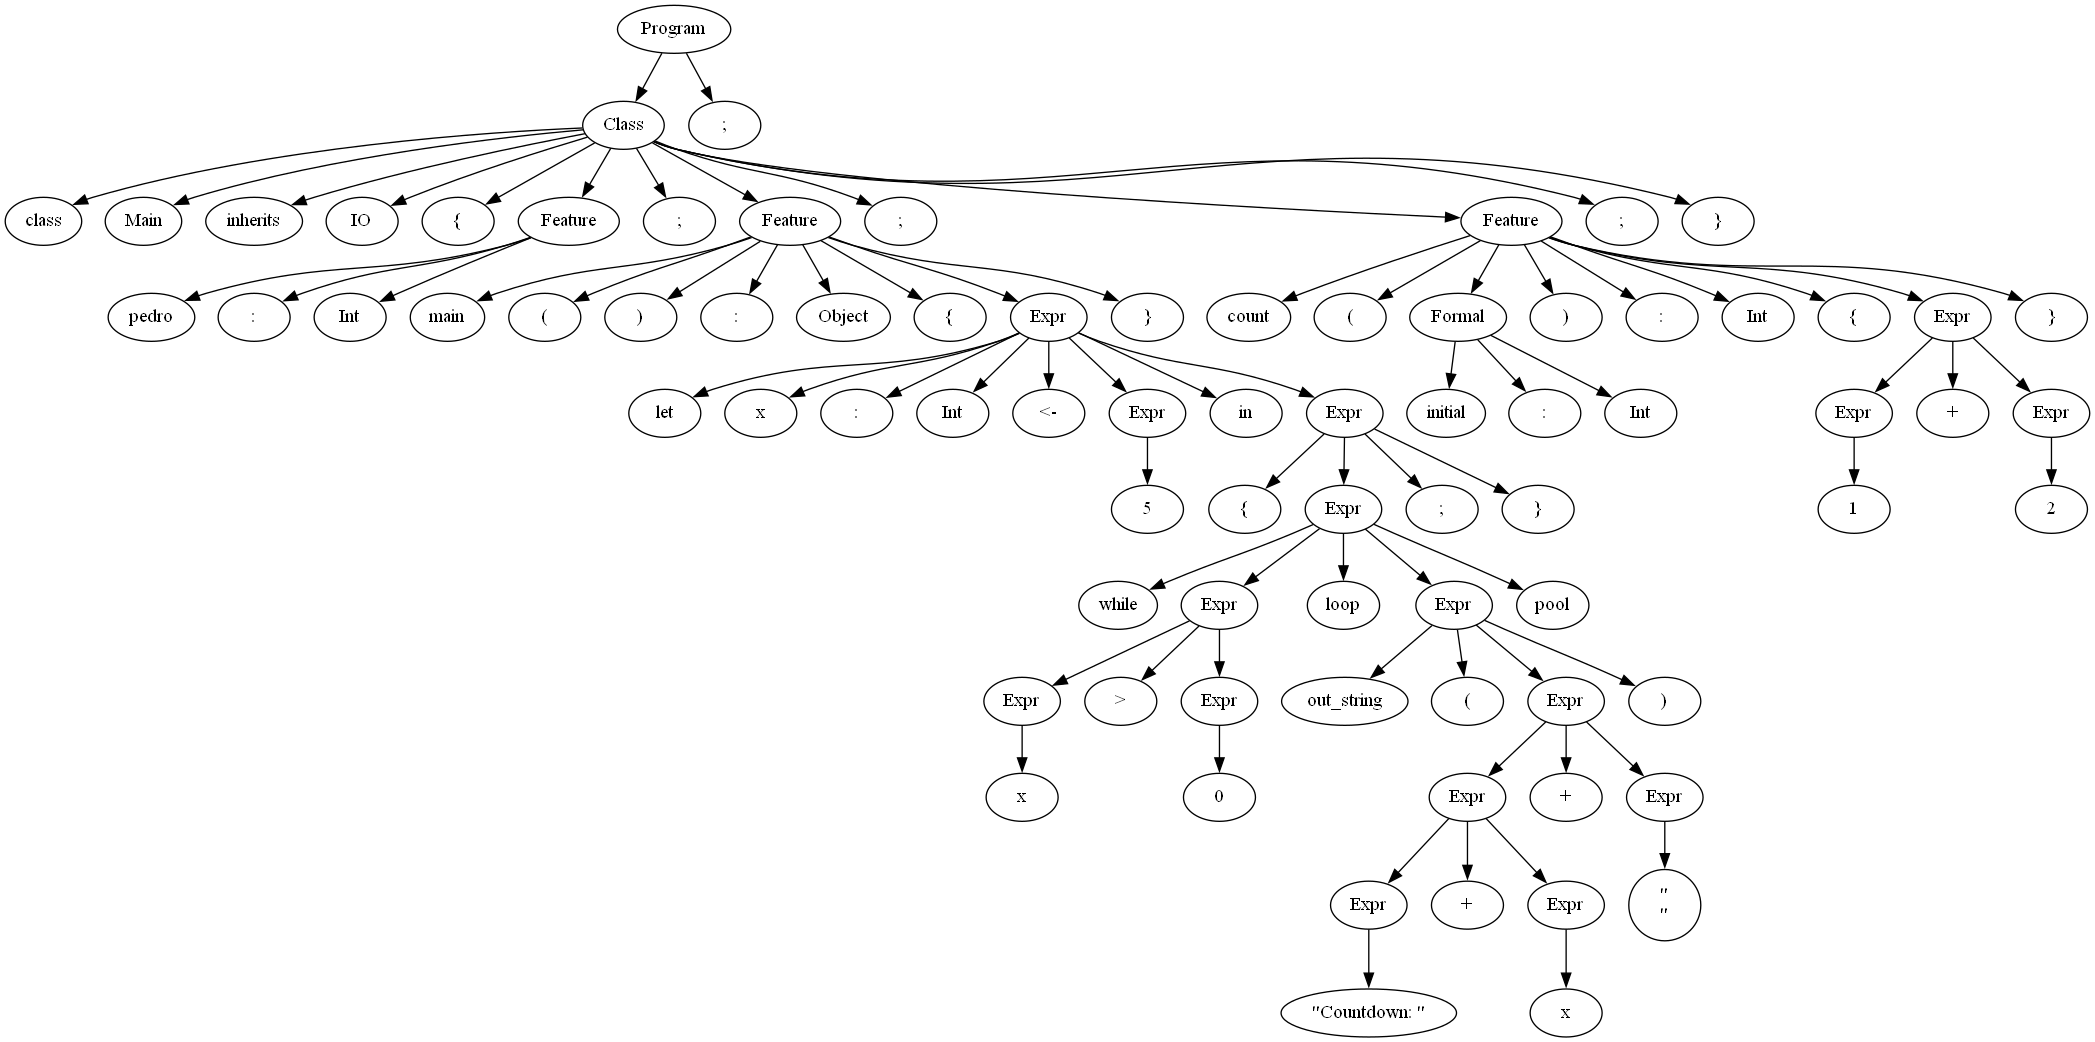 Program
Class ;
class Main inherits IO { Feature ; Feature ; Feature ; }
pedro : Int main ( ) : Object { Expr } count ( Formal ) : Int { Expr }
let x : Int <- Expr in Expr initial : Int Expr + Expr
5 { Expr ; } 1 2
while Expr loop Expr pool
Expr > Expr out_string ( Expr )
x 0 Expr + Expr
Expr + Expr "
"
"Countdown: " x